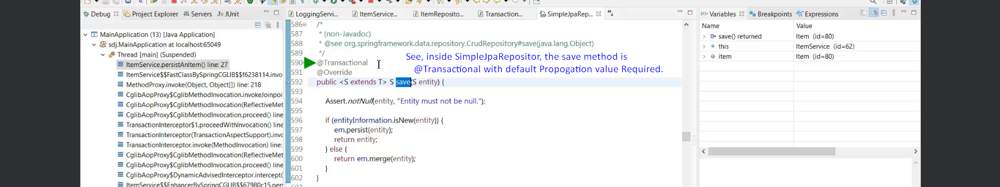 Debug
Project Explorer
Servers
JUnit
MainApplication (13) [Java Application]
sdj.MainApplication at localhost:65049
Thread [main] (Suspended)
ItemService.persistAnItem() line: 27
ItemService$$FastClassBySpringCGLIB$$f6238114.invo
MethodProxy.invoke(Object, Object[]) line: 218
CglibAopProxy$CglibMethodInvocation.invokeJoinpoi
CglibAopProxy$CglibMethodInvocation(ReflectiveMet
CglibAopProxy$CglibMethodInvocation.proceed() line
TransactionInterceptor$1.proceedWithInvocation() line
TransactionInterceptor(TransactionAspectSupport).invo
TransactionInterceptor.invoke(MethodInvocation) line:
CglibAopProxy$CglibMethodInvocation(ReflectiveMet
CglibAopProxy$CglibMethodInvocation.proceed() line
CglibAopProxy$DynamicAdvisedInterceptor.intercept(
ItemService$$EnhancerBySpringCGLIB$$67980c15.pers
LoggingServi...
ItemService...
ItemReposito...
Transaction...
SimpleJpaRep...
4
586 /*
587 * (non-Javadoc)
588 * @see org.springframework.data.repository.CrudRepository#save(java.lang.Object)
589 */
590 @Transactional
591 @Override
592 public <S extends T> S save(S entity) {
593
594 Assert.notNull(entity, "Entity must not be null.");
595
596 if (entityInformation.isNew(entity)) {
597 em.persist(entity);
598 return entity;
599 } else {
600 return em.merge(entity);
601 }
602 }
See, inside SimpleJpaRepositor, the save method is
@Transactional with default Propogation value Required.
Variables
Breakpoints
Expressions
Name Value
save() returned Item (id=80)
this ItemService (id=62)
item Item (id=80)